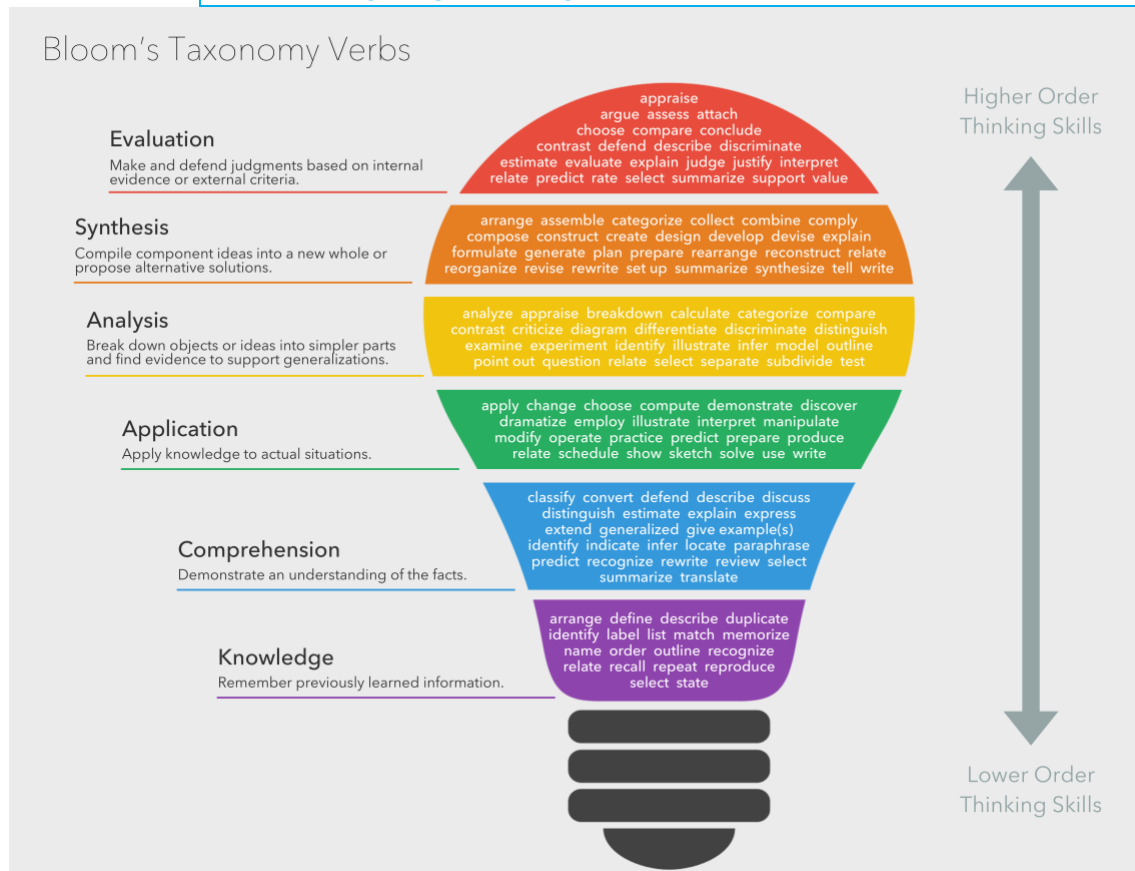 Bloom's Taxonomy Verbs
Higher Order
Thinking Skills
Evaluation
Make and defend judgments based on internal
evidence or external criteria.
appraise
argue assess attach
choose compare conclude
contrast defend describe discriminate
estimate evaluate explain judge justify interpret
relate predict rate select summarize support value
Synthesis
Compile component ideas into a new whole or
propose alternative solutions.
arrange assemble categorize collect combine comply
compose construct create design develop devise explain
formulate generate plan prepare rearrange reconstruct relate
reorganize revise rewrite set up summarize synthesize tell write
Analysis
Break down objects or ideas into simpler parts
and find evidence to support generalizations.
analyze appraise breakdown calculate categorize compare
contrast criticize diagram differentiate discriminate distinguish
examine experiment identify illustrate infer model outline
point out question relate select separate subdivide test
Application
Apply knowledge to actual situations.
apply change choose compute demonstrate discover
dramatize employ illustrate interpret manipulate
modify operate practice predict prepare produce
relate schedule show sketch solve use write
Comprehension
Demonstrate an understanding of the facts.
classify convert defend describe discuss
distinguish estimate explain express
extend generalized give example(s)
identify indicate infer locate paraphrase
predict recognize rewrite review select
summarize translate
Knowledge
Remember previously learned information.
arrange define describe duplicate
identify label list match memorize
name order outline recognize
relate recall repeat reproduce
select state
Lower Order
Thinking Skills